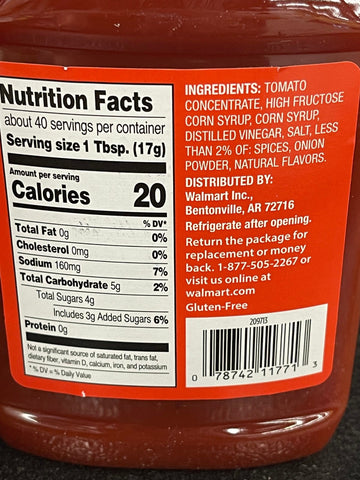 Nutrition Facts
about 40 servings per container
Serving size 1 Tbsp. (17g)
Amount per serving
Calories 20
% DV*
Total Fat 0g 0%
Cholesterol 0mg 0%
Sodium 160mg 7%
Total Carbohydrate 5g 2%
Total Sugars 4g
Includes 3g Added Sugars 6%
Protein 0g
Not a significant source of saturated fat, trans fat,
dietary fiber, vitamin D, calcium, iron, and potassium
* % DV = % Daily Value
INGREDIENTS: TOMATO
CONCENTRATE, HIGH FRUCTOSE
CORN SYRUP, CORN SYRUP,
DISTILLED VINEGAR, SALT, LESS
THAN 2% OF: SPICES, ONION
POWDER, NATURAL FLAVORS.
DISTRIBUTED BY:
Walmart Inc.,
Bentonville, AR 72716
Refrigerate after opening.
Return the package for
replacement or money
back. 1-877-505-2267 or
visit us online at
walmart.com
Gluten-Free
209713
0 78742 11771 3